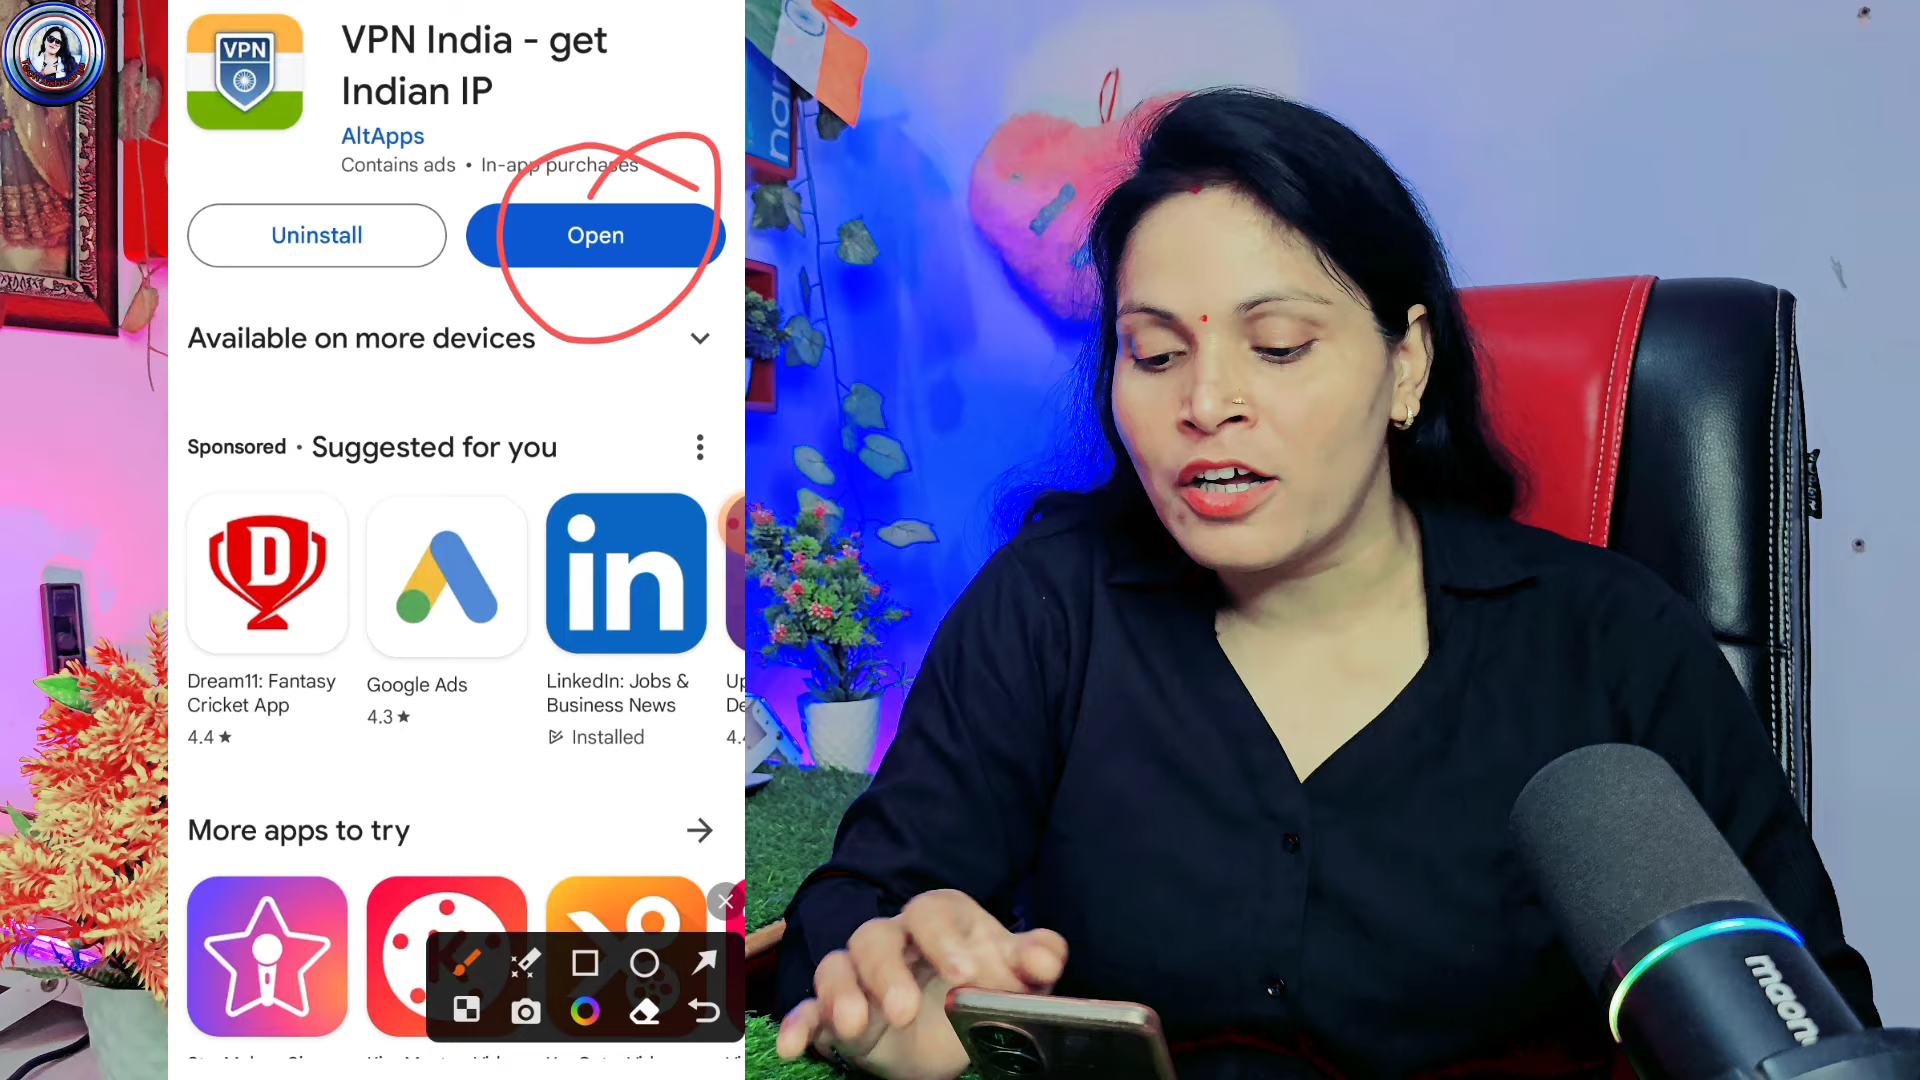 VPN
VPN India - get
Indian IP
AltApps
Contains ads • In-app purchases
Uninstall
Open
Available on more devices
Sponsored • Suggested for you
D
in
Dream11: Fantasy
Cricket App
4.4 ★
Google Ads
4.3 ★
LinkedIn: Jobs &
Business News
Installed
More apps to try
maono